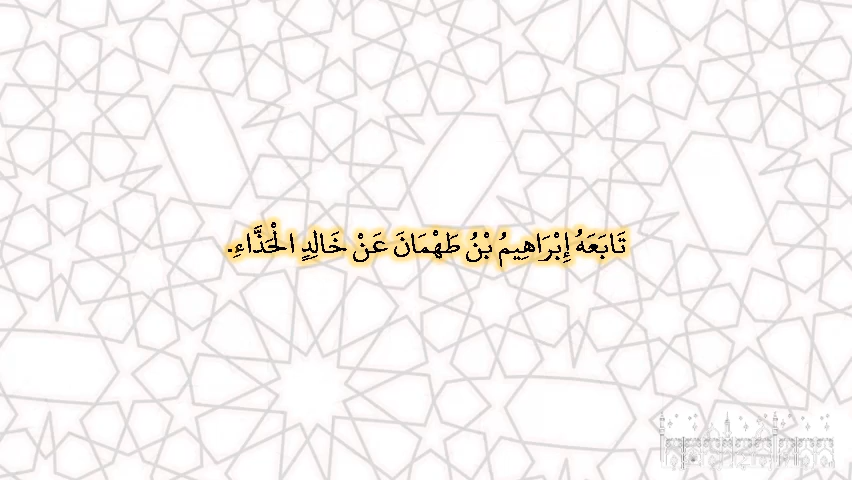 تَابَعَهُ إِبْرَاهِيمُ بْنُ طَهْمَانَ عَنْ خَالِدٍ الْحَذَّاءِ.